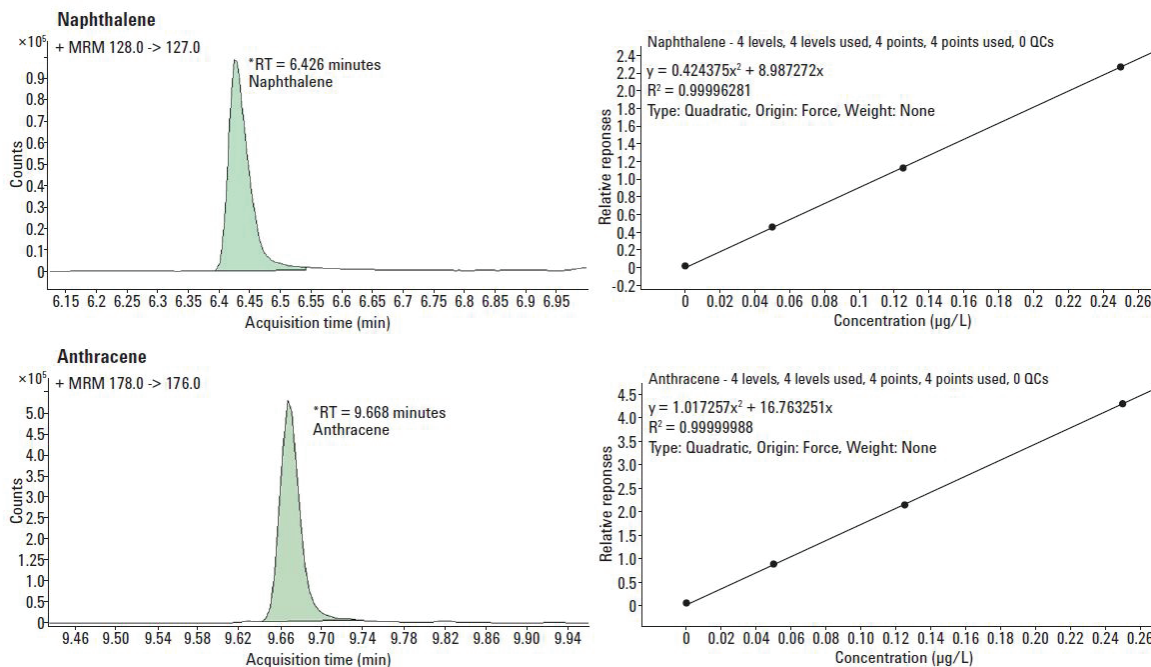 Naphthalene
×10⁵
+ MRM 128.0 -> 127.0
*RT = 6.426 minutes
Naphthalene
Counts
0.9
0.8
0.7
0.6
0.5
0.4
0.3
0.2
0.1
0
6.15 6.2 6.25 6.3 6.35 6.4 6.45 6.5 6.55 6.6 6.65 6.7 6.75 6.8 6.85 6.9 6.95
Acquisition time (min)
Naphthalene - 4 levels, 4 levels used, 4 points, 4 points used, 0 QCs
y = 0.424375x² + 8.987272x
R² = 0.99996281
Type: Quadratic, Origin: Force, Weight: None
Relative reponses
2.4
2.2
2.0
1.8
1.6
1.4
1.2
1.0
0.8
0.6
0.4
0.2
0
-0.2
0 0.02 0.04 0.06 0.08 0.1 0.12 0.14 0.16 0.18 0.2 0.22 0.24 0.26
Concentration (µg/L)
Anthracene
×10⁵
+ MRM 178.0 -> 176.0
*RT = 9.668 minutes
Anthracene
Counts
5.0
4.5
4.0
3.5
3.0
2.5
2.0
1.25
1.0
0.5
0
9.46 9.50 9.54 9.58 9.62 9.66 9.70 9.74 9.78 9.82 9.86 9.90 9.94
Acquisition time (min)
Anthracene - 4 levels, 4 levels used, 4 points, 4 points used, 0 QCs
y = 1.017257x² + 16.763251x
R² = 0.99999988
Type: Quadratic, Origin: Force, Weight: None
Relative reponses
4.5
4.0
3.5
3.0
2.5
2.0
1.5
1.0
0.5
0
0 0.02 0.04 0.06 0.08 0.1 0.12 0.14 0.16 0.18 0.20 0.22 0.24 0.26
Concentration (µg/L)